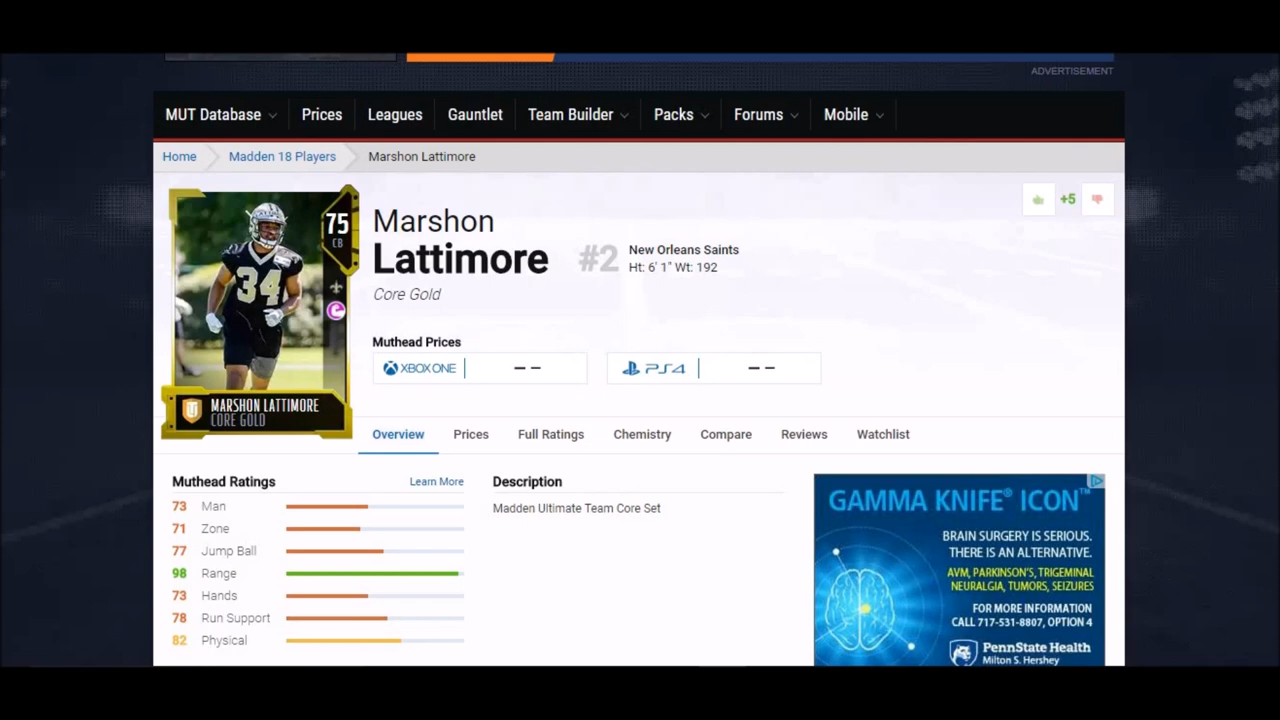 ADVERTISEMENT
MUT Database Prices Leagues Gauntlet Team Builder Packs Forums Mobile
Home Madden 18 Players Marshon Lattimore
75
CB
34
MARSHON LATTIMORE
CORE GOLD
+5
Marshon
Lattimore #2
New Orleans Saints
Ht: 6' 1" Wt: 192
Core Gold
Muthead Prices
XBOX ONE – –
PS4 – –
Overview Prices Full Ratings Chemistry Compare Reviews Watchlist
Muthead Ratings Learn More
73 Man
71 Zone
77 Jump Ball
98 Range
73 Hands
78 Run Support
82 Physical
Description
Madden Ultimate Team Core Set
GAMMA KNIFE® ICON™
BRAIN SURGERY IS SERIOUS.
THERE IS AN ALTERNATIVE.
AVM, PARKINSON'S, TRIGEMINAL
NEURALGIA, TUMORS, SEIZURES
FOR MORE INFORMATION
CALL 717-531-8807, OPTION 4
PennState Health
Milton S. Hershey